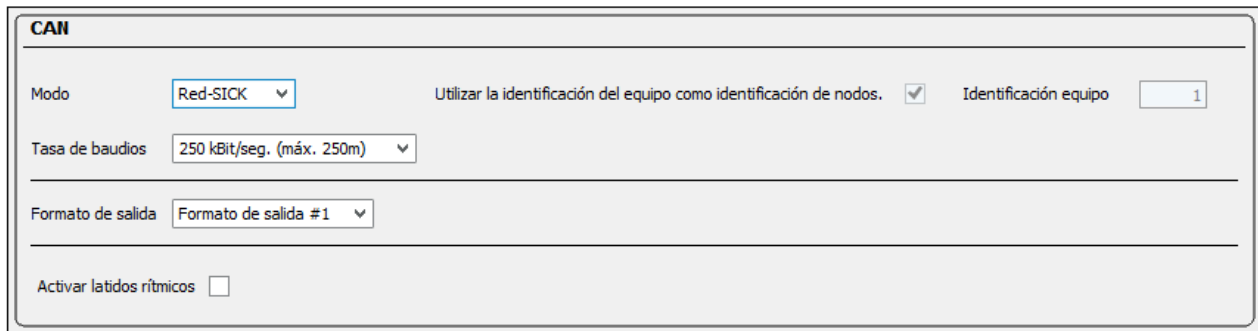 CAN
Modo Red-SICK Utilizar la identificación del equipo como identificación de nodos. Identificación equipo 1
Tasa de baudios 250 kBit/seg. (máx. 250m)
Formato de salida Formato de salida #1
Activar latidos rítmicos